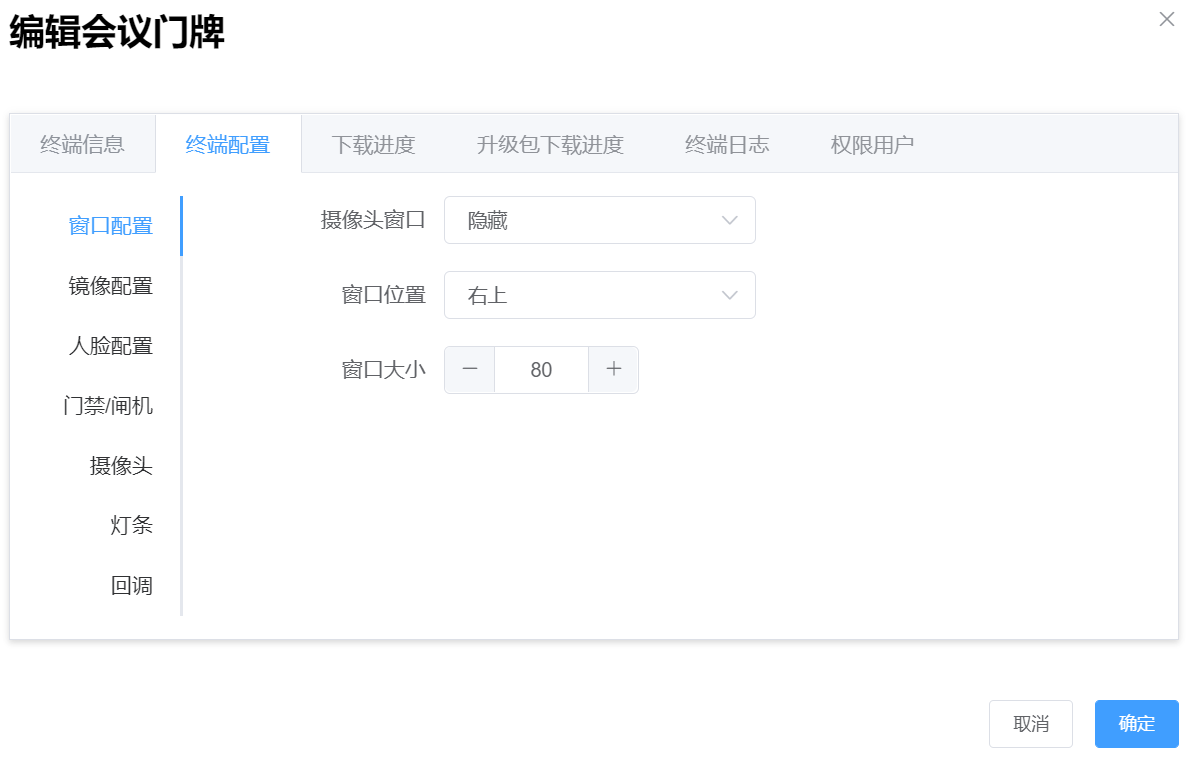 编辑会议门牌
终端信息 终端配置 下载进度 升级包下载进度 终端日志 权限用户
窗口配置
镜像配置
人脸配置
门禁/闸机
摄像头
灯条
回调
摄像头窗口 隐藏
窗口位置 右上
窗口大小 80
取消 确定